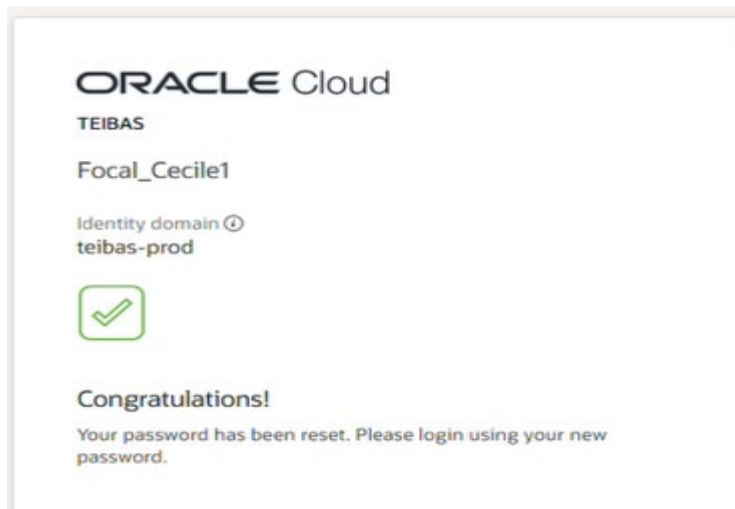 ORACLE Cloud
TEIBAS
Focal_Cecile1
Identity domain
teibas-prod
Congratulations!
Your password has been reset. Please login using your new
password.